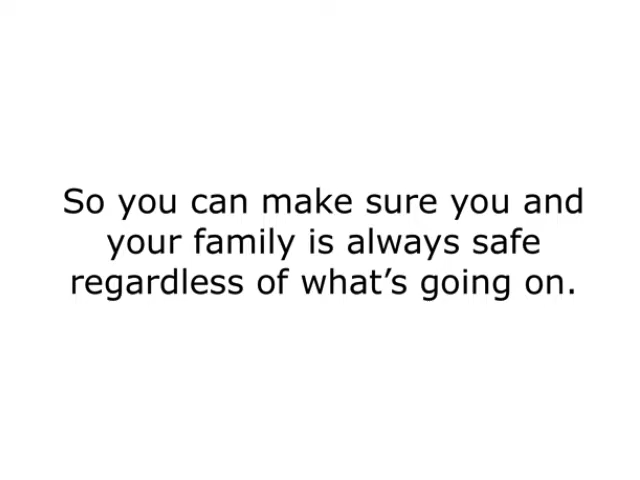 So you can make sure you and
your family is always safe
regardless of what’s going on.